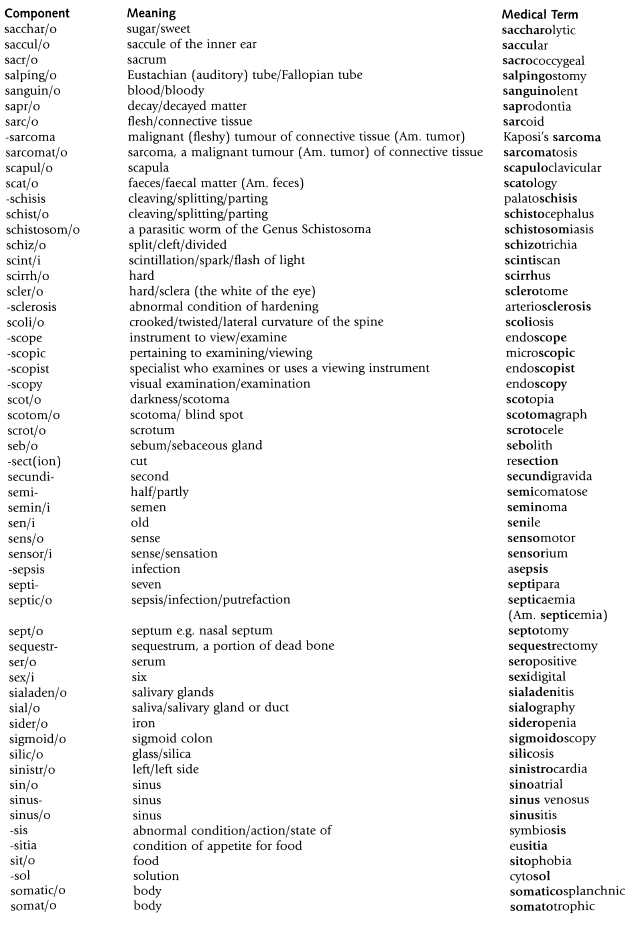 Component Meaning Medical Term
sacchar/o sugar/sweet saccharolytic
saccul/o saccule of the inner ear saccular
sacr/o sacrum sacrococcygeal
salping/o Eustachian (auditory) tube/Fallopian tube salpingostomy
sanguin/o blood/bloody sanguinolent
sapr/o decay/decayed matter saprodontia
sarc/o flesh/connective tissue sarcoid
-sarcoma malignant (fleshy) tumour of connective tissue (Am. tumor) Kaposi's sarcoma
sarcomat/o sarcoma, a malignant tumour (Am. tumor) of connective tissue sarcomatosis
scapul/o scapula scapuloclavicular
scat/o faeces/faecal matter (Am. feces) scatology
-schisis cleaving/splitting/parting palatoschisis
schist/o cleaving/splitting/parting schistocephalus
schistosom/o a parasitic worm of the Genus Schistosoma schistosomiasis
schiz/o split/cleft/divided schizotrichia
scint/i scintillation/spark/flash of light scintiscan
scirrh/o hard scirrhus
scler/o hard/sclera (the white of the eye) sclerotome
-sclerosis abnormal condition of hardening arteriosclerosis
scoli/o crooked/twisted/lateral curvature of the spine scoliosis
-scope instrument to view/examine endoscope
-scopic pertaining to examining/viewing microscopic
-scopist specialist who examines or uses a viewing instrument endoscopist
-scopy visual examination/examination endoscopy
scot/o darkness/scotoma scotopia
scotom/o scotoma/ blind spot scotomagraph
scrot/o scrotum scrotocele
seb/o sebum/sebaceous gland sebolith
-sect(ion) cut resection
secundi- second secundigravida
semi- half/partly semicomatose
semin/i semen seminoma
sen/i old senile
sens/o sense sensomotor
sensor/i sense/sensation sensorium
-sepsis infection asepsis
septi- seven septipara
septic/o sepsis/infection/putrefaction septicaemia
(Am. septicemia)
sept/o septum e.g. nasal septum septotomy
sequestr- sequestrum, a portion of dead bone sequestrectomy
ser/o serum seropositive
sex/i six sexidigital
sialaden/o salivary glands sialadenitis
sial/o saliva/salivary gland or duct sialography
sider/o iron sideropenia
sigmoid/o sigmoid colon sigmoidoscopy
silic/o glass/silica silicosis
sinistr/o left/left side sinistrocardia
sin/o sinus sinoatrial
sinus- sinus sinus venosus
sinus/o sinus sinusitis
-sis abnormal condition/action/state of symbiosis
-sitia condition of appetite for food eusitia
sit/o food sitophobia
-sol solution cytosol
somatic/o body somaticosplanchnic
somat/o body somatotrophic